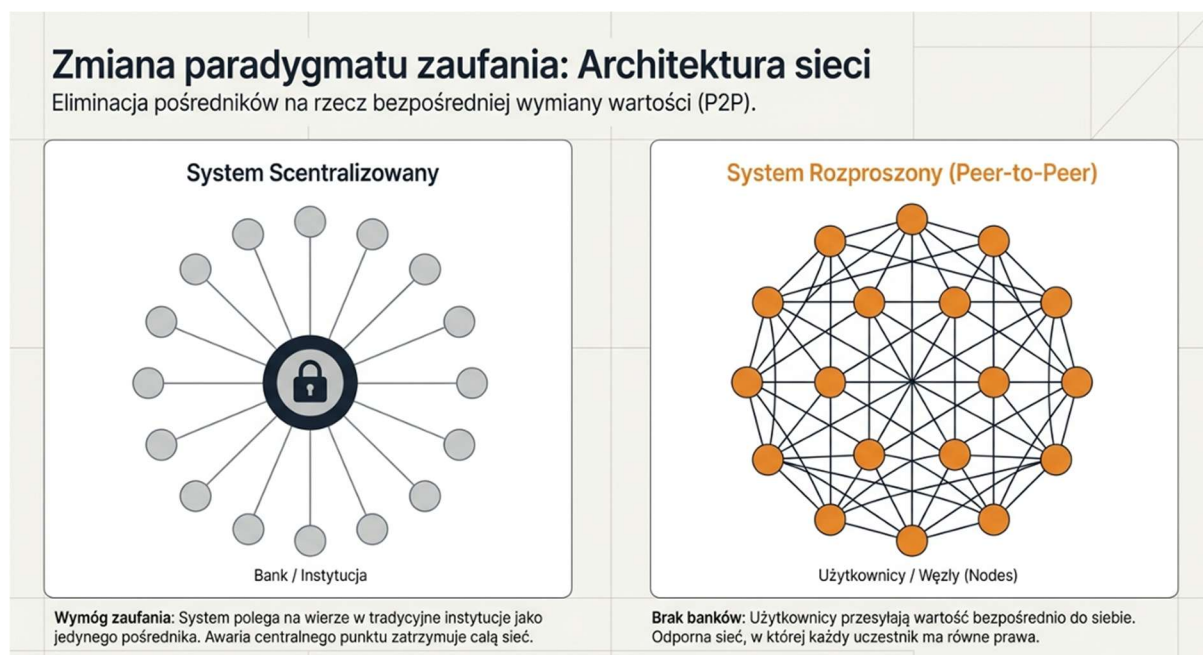 Zmiana paradygmatu zaufania: Architektura sieci
Eliminacja pośredników na rzecz bezpośredniej wymiany wartości (P2P).
System Scentralizowany
Bank / Instytucja
Wymóg zaufania: System polega na wierze w tradycyjne instytucje jako
jedynego pośrednika. Awaria centralnego punktu zatrzymuje całą sieć.
System Rozproszony (Peer-to-Peer)
Użytkownicy / Węzly (Nodes)
Brak banków: Użytkownicy przesyłają wartość bezpośrednio do siebie.
Odporna sieć, w której każdy uczestnik ma równe prawa.